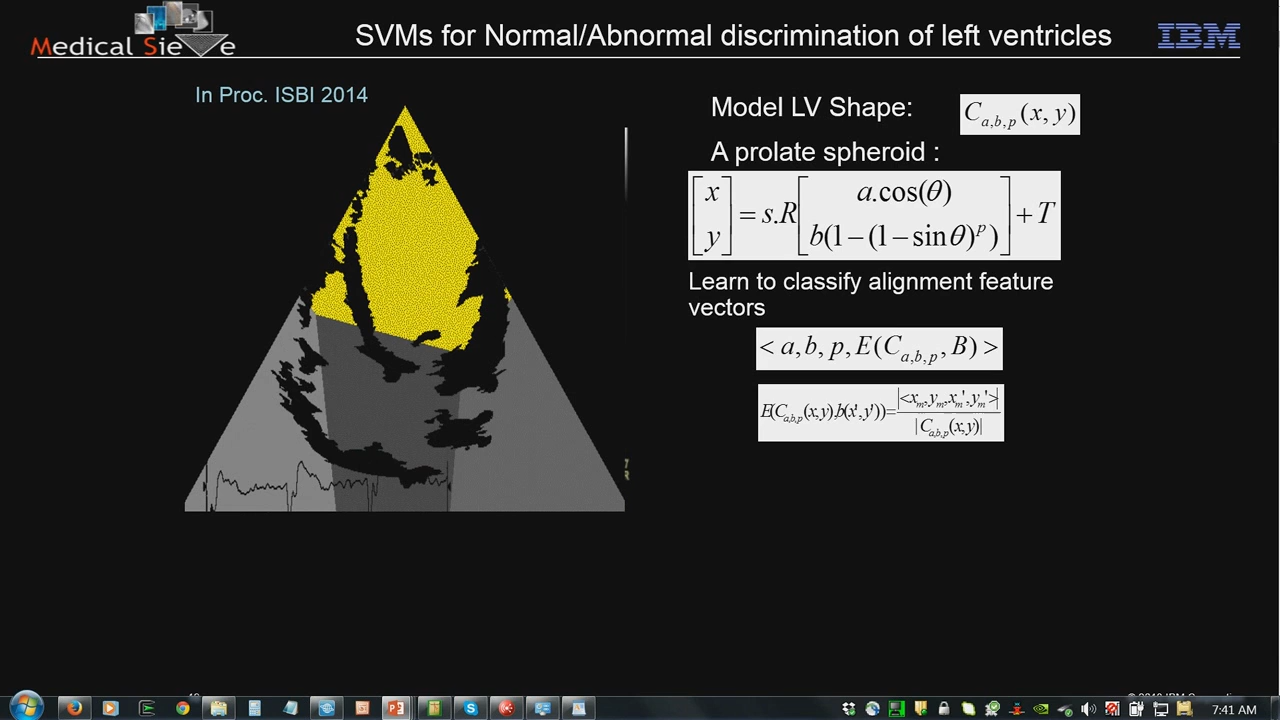 Medical Sieve
SVMs for Normal/Abnormal discrimination of left ventricles
IBM
In Proc. ISBI 2014
Model LV Shape: C_{a,b,p}(x, y)
A prolate spheroid :
[x y] = s.R [a.cos(θ) b(1−(1−sinθ)^p)] + T
Learn to classify alignment feature
vectors
< a, b, p, E(C_{a,b,p}, B) >
E(C_{a,b,p}(x,y),b(x',y'))= |<x_m,y_m,x_m',y_m'>| / |C_{a,b,p}(x,y)|
7:41 AM